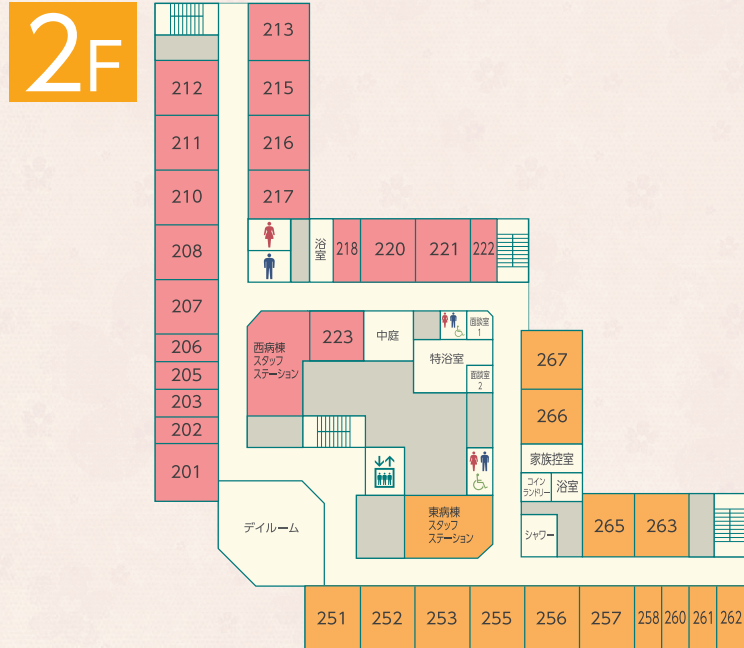 2F
213
212
215
211
216
210
217
208
浴室
218
220
221
222
207
206
205
203
202
201
西病棟
スタッフ
ステーション
223
中庭
面談室
1
特浴室
面談室
2
267
266
家族控室
コイン
ランドリー
浴室
シャワー
265
263
デイルーム
東病棟
スタッフ
ステーション
251
252
253
255
256
257
258
260
261
262